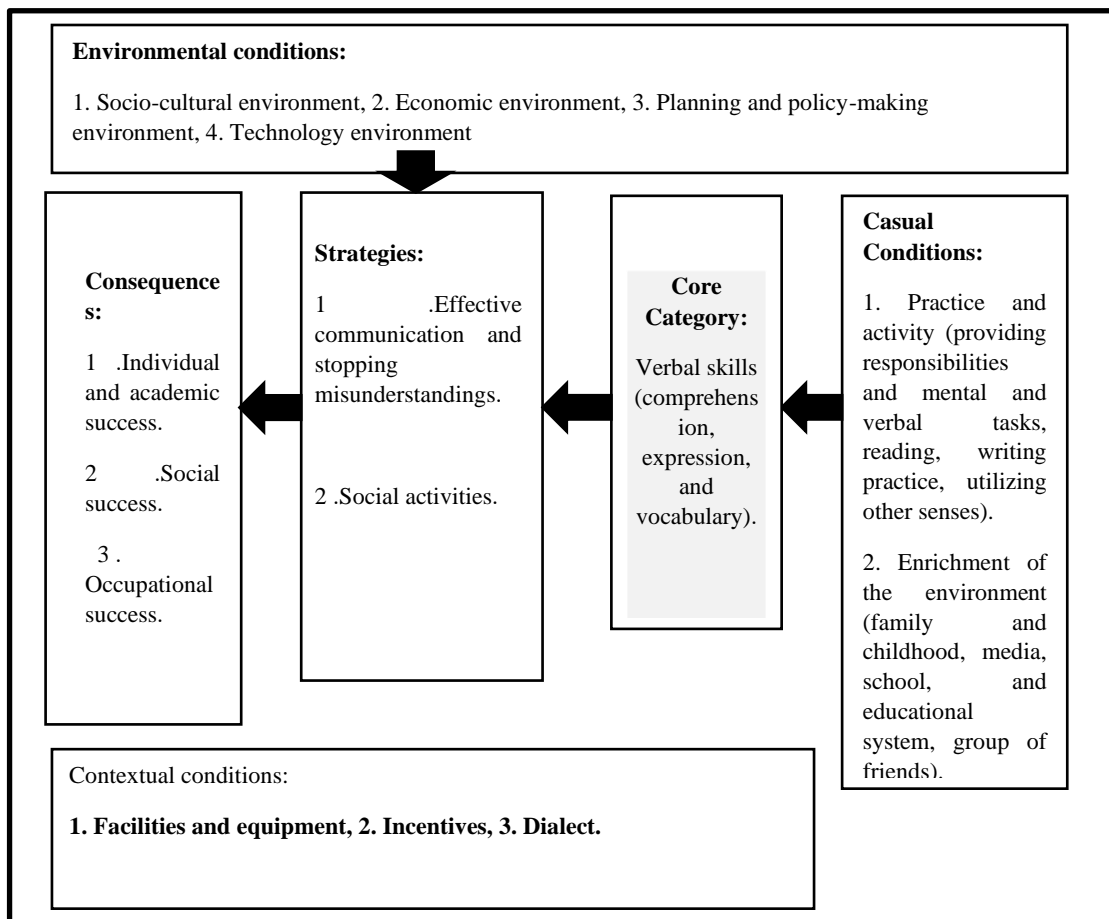 Environmental conditions:
1. Socio-cultural environment, 2. Economic environment, 3. Planning and policy-making
environment, 4. Technology environment
Consequence
s:
1 .Individual
and academic
success.
2 .Social
success.
3 .
Occupational
success.
Strategies:
1 .Effective
communication and
stopping
misunderstandings.
2 .Social activities.
Core
Category:
Verbal skills
(comprehens
ion,
expression,
and
vocabulary).
Casual
Conditions:
1. Practice and
activity (providing
responsibilities
and mental and
verbal tasks,
reading, writing
practice, utilizing
other senses).
2. Enrichment of
the environment
(family and
childhood, media,
school, and
educational
system, group of
friends).
Contextual conditions:
1. Facilities and equipment, 2. Incentives, 3. Dialect.